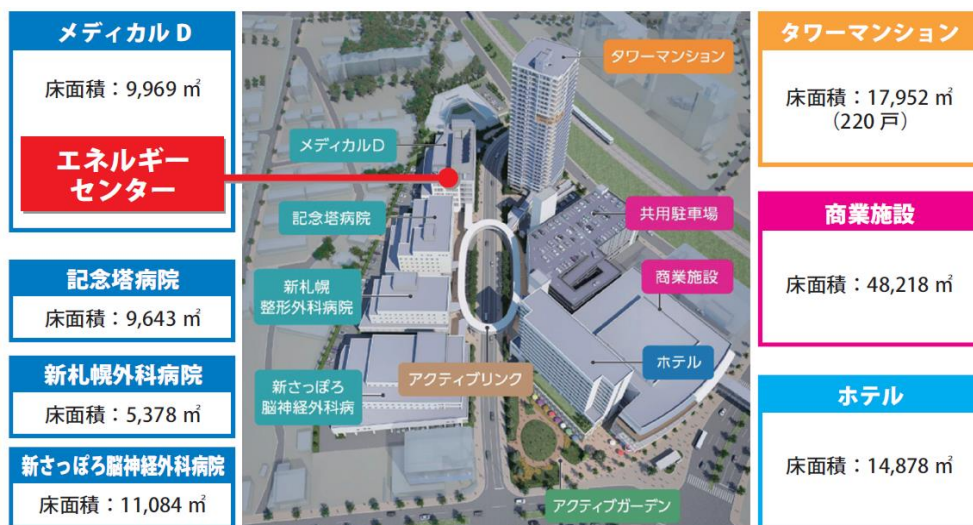 メディカル D
床面積：9,969 ㎡
エネルギー
センター
記念塔病院
床面積：9,643 ㎡
新札幌外科病院
床面積：5,378 ㎡
新さっぽろ脳神経外科病院
床面積：11,084 ㎡
タワーマンション
メディカルD
記念塔病院
共用駐車場
新札幌
整形外科病院
商業施設
ホテル
アクティブリンク
新さっぽろ
脳神経外科病
アクティブガーデン
タワーマンション
床面積：17,952 ㎡
（220 戸）
商業施設
床面積：48,218 ㎡
ホテル
床面積：14,878 ㎡